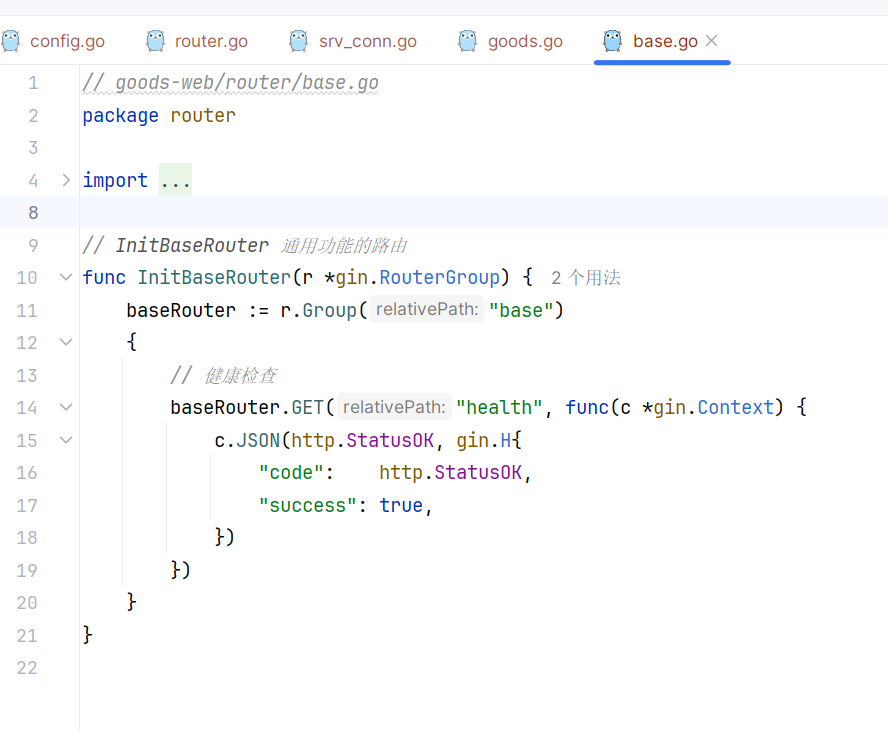 config.go router.go srv_conn.go goods.go base.go
1 // goods-web/router/base.go
2 package router
3
4 import ...
8
9 // InitBaseRouter 通用功能的路由
10 func InitBaseRouter(r *gin.RouterGroup) { 2 个用法
11     baseRouter := r.Group( relativePath: "base")
12     {
13         // 健康检查
14         baseRouter.GET( relativePath: "health", func(c *gin.Context) {
15             c.JSON(http.StatusOK, gin.H{
16                 "code":    http.StatusOK,
17                 "success": true,
18             })
19         })
20     }
21 }
22